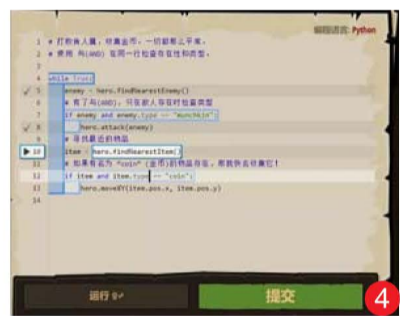 编程语言: Python
1 # 打败食人魔，收集金币。一切都那么平常。
2 # 使用 与(AND) 在同一行检查存在性和类型。
3
4 while True:
5 enemy = hero.findNearestEnemy()
6 # 有了与(AND)，只在敌人存在时检查类型
7 if enemy and enemy.type == "munchkin":
8 hero.attack(enemy)
9 # 寻找最近的物品
10 item = hero.findNearestItem()
11 # 如果有名为 "coin" (金币)的物品存在，那就快去收集它！
12 if item and item.type == "coin":
13 hero.moveXY(item.pos.x, item.pos.y)
14
运行
提交
4